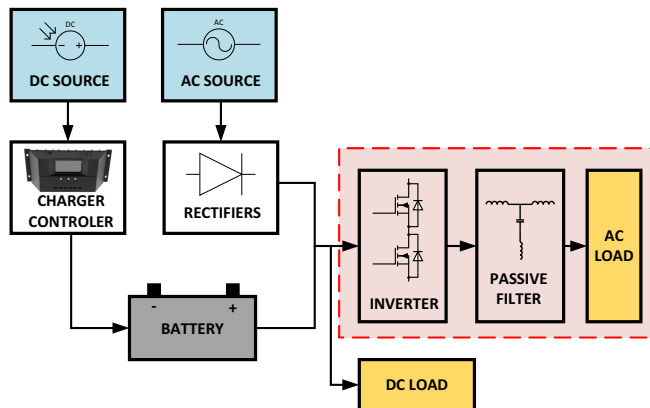 DC
- +
DC SOURCE
AC
AC SOURCE
CHARGER
CONTROLER
RECTIFIERS
INVERTER
PASSIVE
FILTER
AC
LOAD
- +
BATTERY
DC LOAD